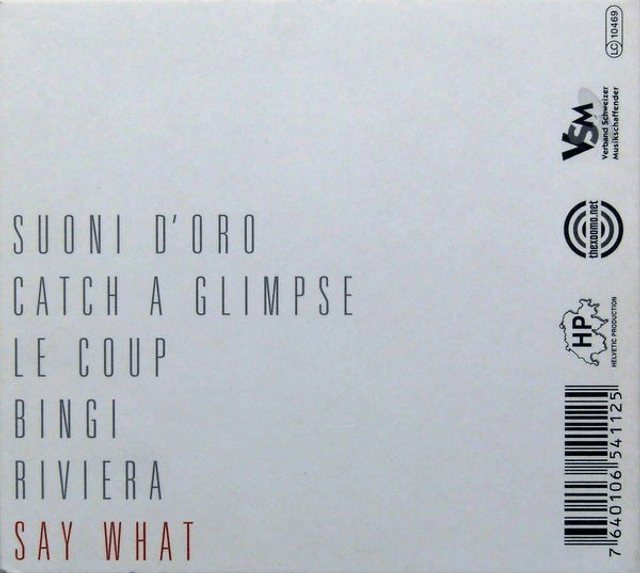 SUONI D'ORO
CATCH A GLIMPSE
LE COUP
BINGI
RIVIERA
SAY WHAT
LC 10469
VSM
Verband Schweizer
Musikschaffender
thexoomo.net
HP
HELVETIC PRODUCTION
7 640106 541125